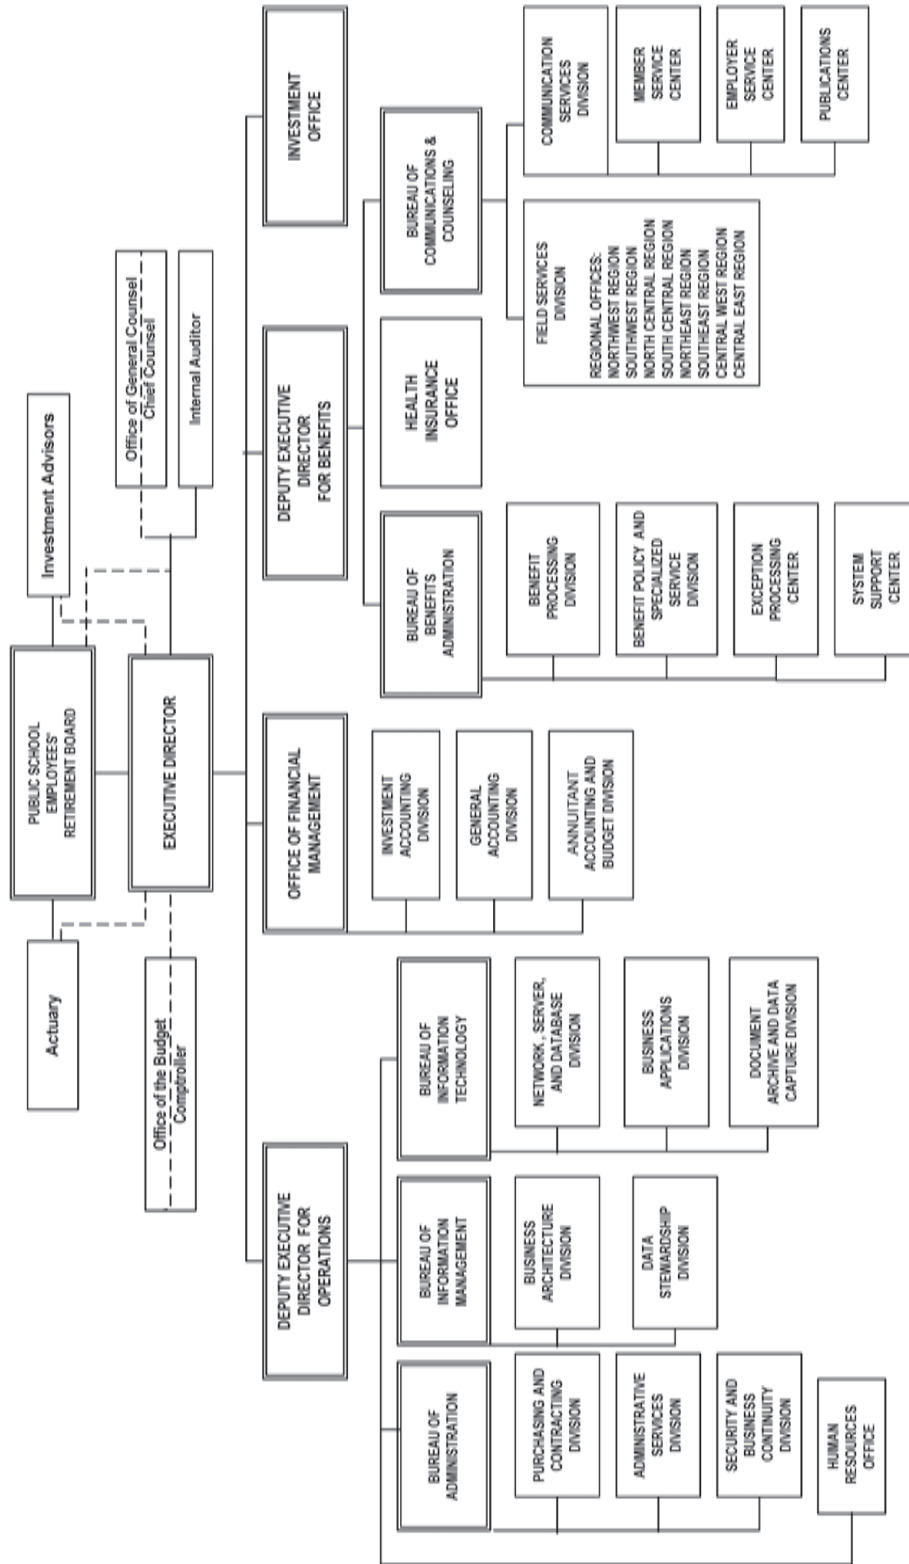 PUBLIC SCHOOL
EMPLOYEES'
RETIREMENT BOARD
Actuary
Investment Advisors
EXECUTIVE DIRECTOR
Office of the Budget
Comptroller
Office of General Counsel
Chief Counsel
Internal Auditor
DEPUTY EXECUTIVE
DIRECTOR FOR
OPERATIONS
OFFICE OF FINANCIAL
MANAGEMENT
DEPUTY EXECUTIVE
DIRECTOR
FOR BENEFITS
INVESTMENT
OFFICE
BUREAU OF
ADMINISTRATION
PURCHASING AND
CONTRACTING
DIVISION
ADMINISTRATIVE
SERVICES
DIVISION
SECURITY AND
BUSINESS
CONTINUITY
DIVISION
HUMAN
RESOURCES
OFFICE
BUREAU OF
INFORMATION
MANAGEMENT
BUSINESS
ARCHITECTURE
DIVISION
DATA
STEWARDSHIP
DIVISION
BUREAU OF
INFORMATION
TECHNOLOGY
NETWORK, SERVER,
AND DATABASE
DIVISION
BUSINESS
APPLICATIONS
DIVISION
DOCUMENT
ARCHIVE AND DATA
CAPTURE DIVISION
INVESTMENT
ACCOUNTING
DIVISION
GENERAL
ACCOUNTING
DIVISION
ANNUITANT
ACCOUNTING AND
BUDGET DIVISION
BUREAU OF
BENEFITS
ADMINISTRATION
BENEFIT
PROCESSING
DIVISION
BENEFIT POLICY AND
SPECIALIZED
SERVICE
DIVISION
EXCEPTION
PROCESSING
CENTER
SYSTEM
SUPPORT
CENTER
HEALTH
INSURANCE
OFFICE
BUREAU OF
COMMUNICATIONS &
COUNSELING
FIELD SERVICES
DIVISION
REGIONAL OFFICES:
NORTHWEST REGION
SOUTHWEST REGION
NORTH CENTRAL REGION
SOUTH CENTRAL REGION
NORTHEAST REGION
SOUTHEAST REGION
CENTRAL WEST REGION
CENTRAL EAST REGION
COMMUNICATION
SERVICES
DIVISION
MEMBER
SERVICE
CENTER
EMPLOYER
SERVICE
CENTER
PUBLICATIONS
CENTER